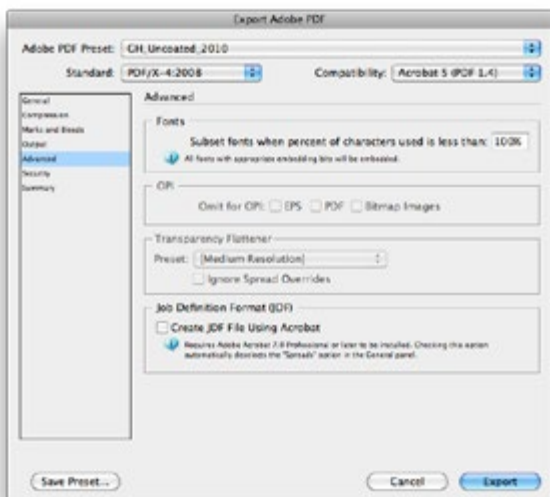 Export Adobe PDF
Adobe PDF Preset: GH_Uncoated_2010
Standard: PDF/X-4:2008 Compatibility: Acrobat 5 (PDF 1.4)
General
Compression
Marks and Bleeds
Output
Advanced
Security
Summary
Advanced
Fonts
Subset fonts when percent of characters used is less than: 100%
All fonts with appropriate embedding bits will be embedded.
OPI
Omit for OPI: EPS PDF Bitmap Images
Transparency Flattener
Preset: [Medium Resolution]
Ignore Spread Overrides
Job Definition Format (JDF)
Create JDF File Using Acrobat
Requires Adobe Acrobat 7.0 Professional or later to be installed. Checking this option
automatically deselects the "Spreads" option in the General panel.
Save Preset... Cancel Export